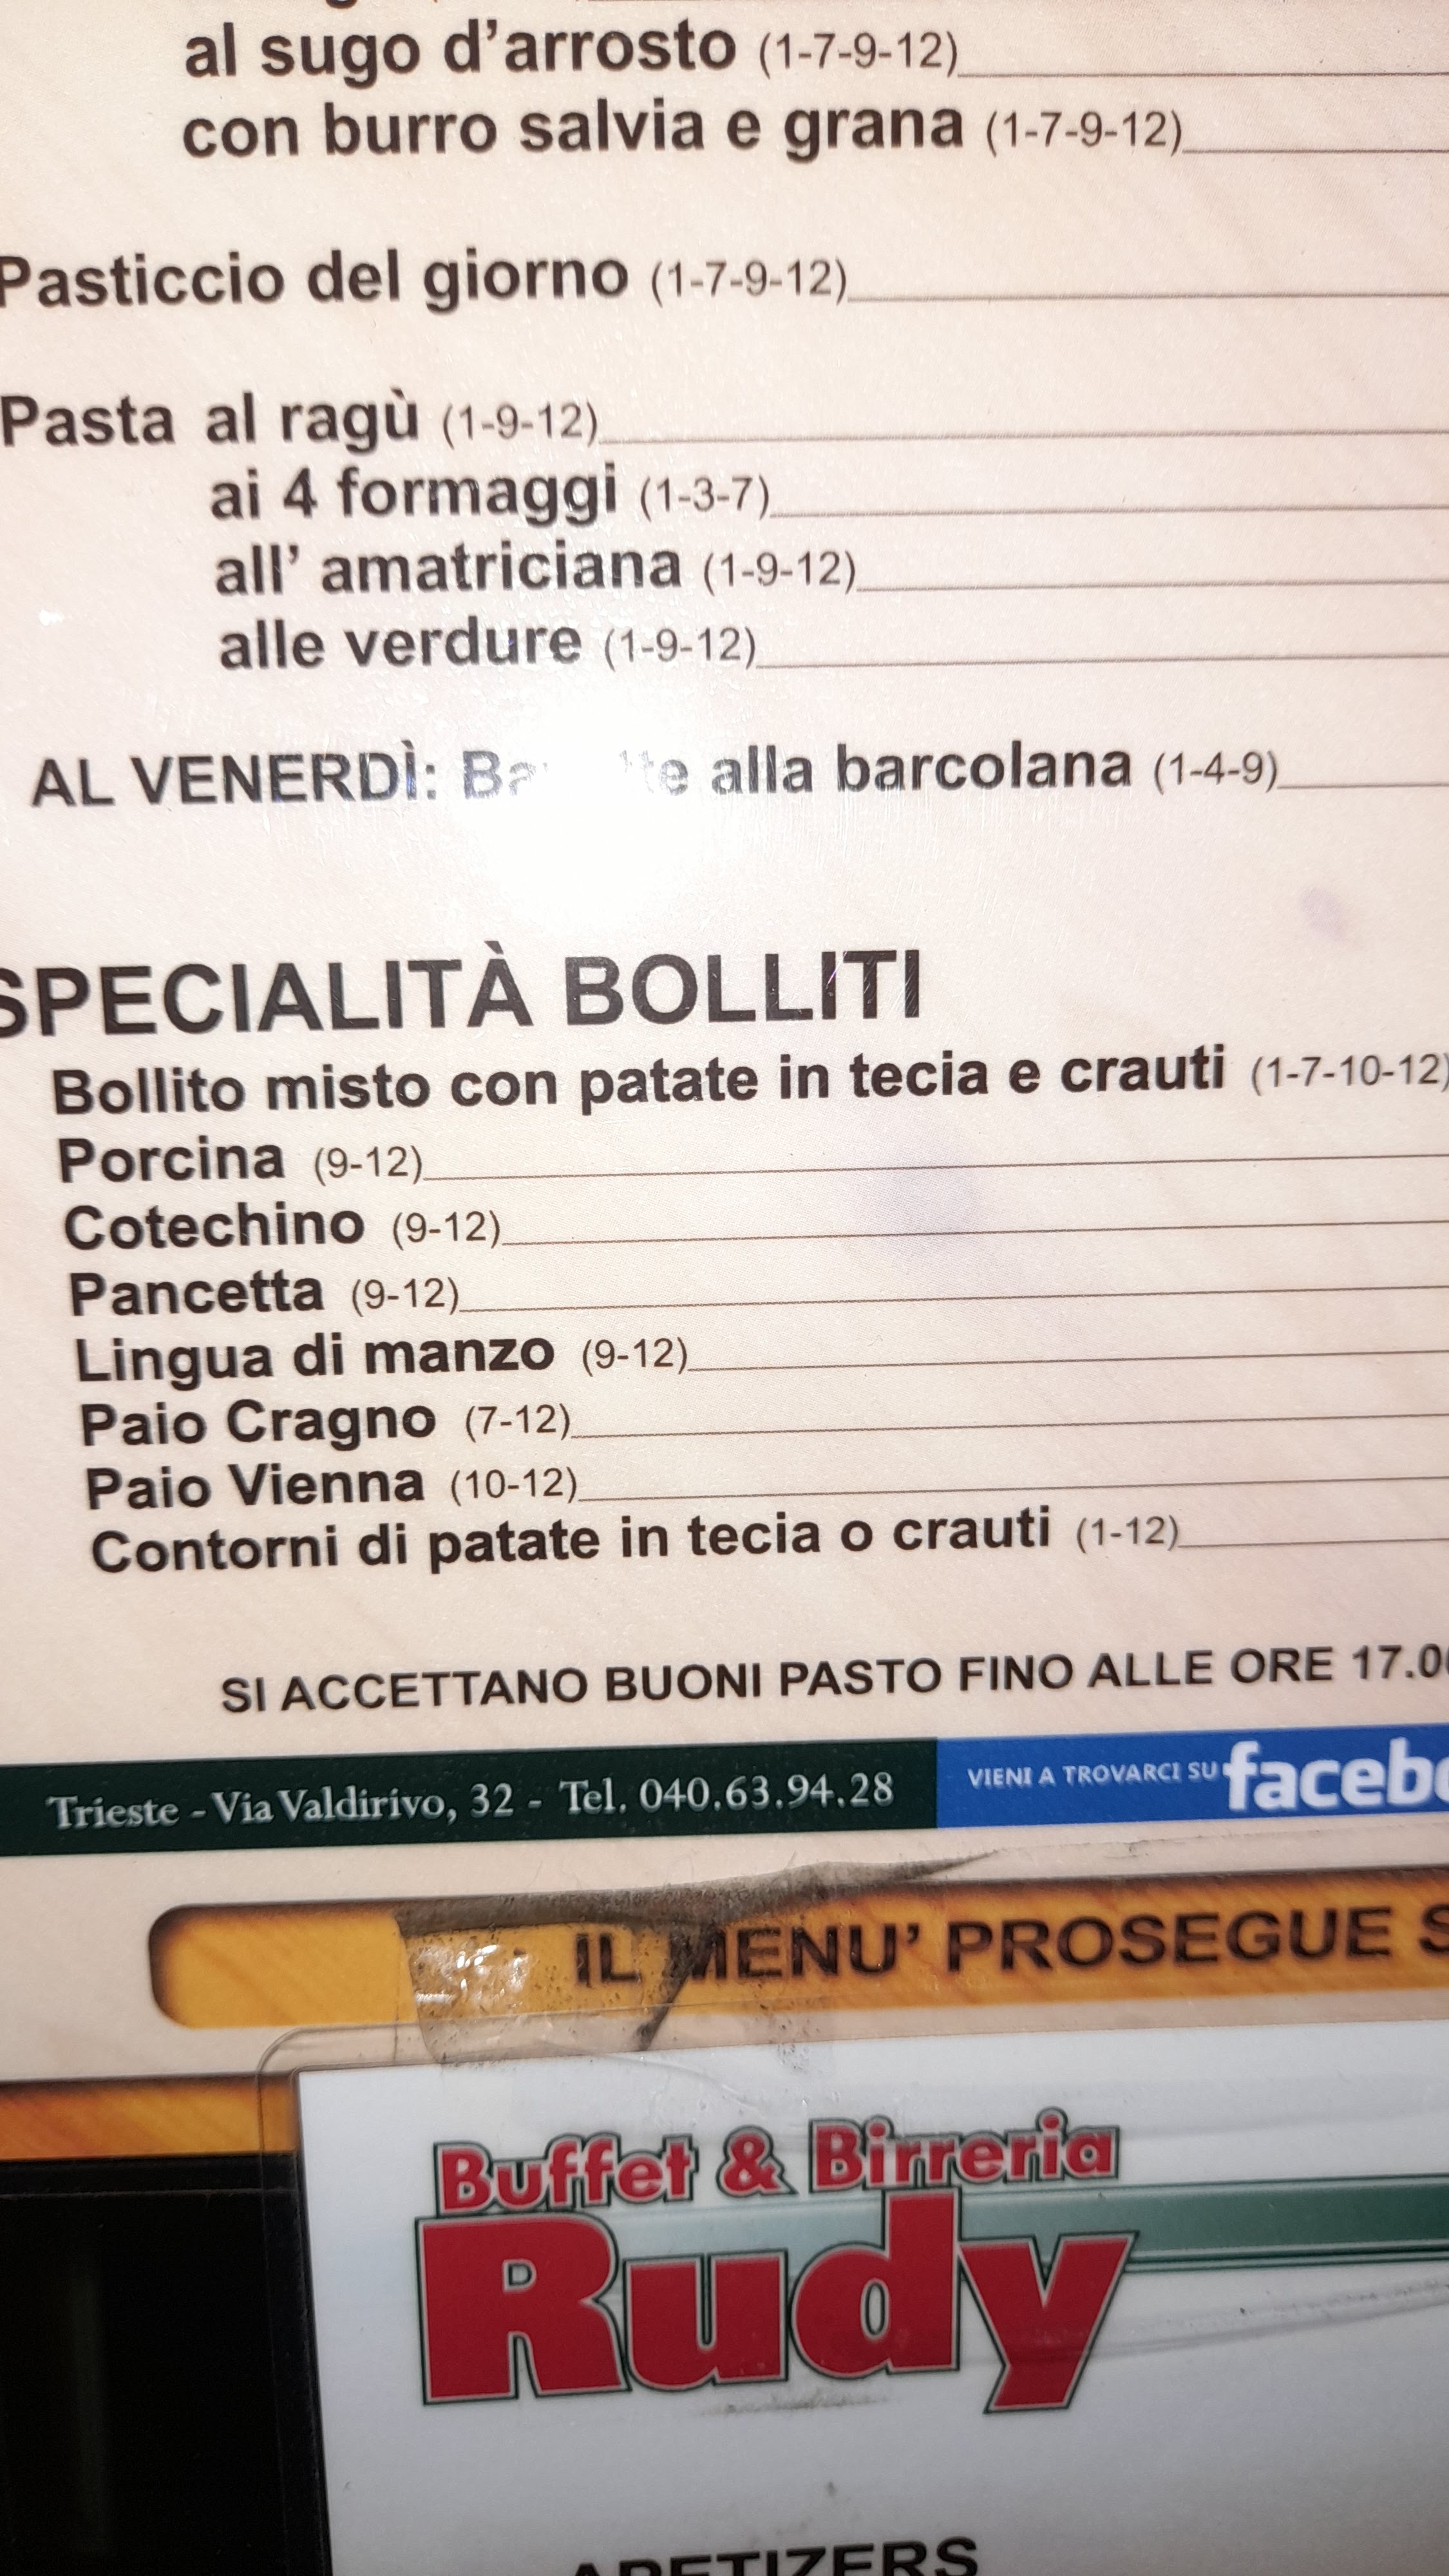 al sugo d'arrosto (1-7-9-12)
con burro salvia e grana (1-7-9-12)
Pasticcio del giorno (1-7-9-12)
Pasta al ragù (1-9-12)
ai 4 formaggi (1-3-7)
all' amatriciana (1-9-12)
alle verdure (1-9-12)
AL VENERDÌ: alla barcolana (1-4-9)
SPECIALITÀ BOLLITI
Bollito misto con patate in tecia e crauti (1-7-10-12)
Porcina (9-12)
Cotechino (9-12)
Pancetta (9-12)
Lingua di manzo (9-12)
Paio Cragno (7-12)
Paio Vienna (10-12)
Contorni di patate in tecia o crauti (1-12)
SI ACCETTANO BUONI PASTO FINO ALLE ORE 17.0
Trieste - Via Valdirivo, 32 - Tel. 040.63.94.28
VIENI A TROVARCI SU facebo
IL MENU' PROSEGUE S
Buffet & Birreria
Rudy
APETIZERS